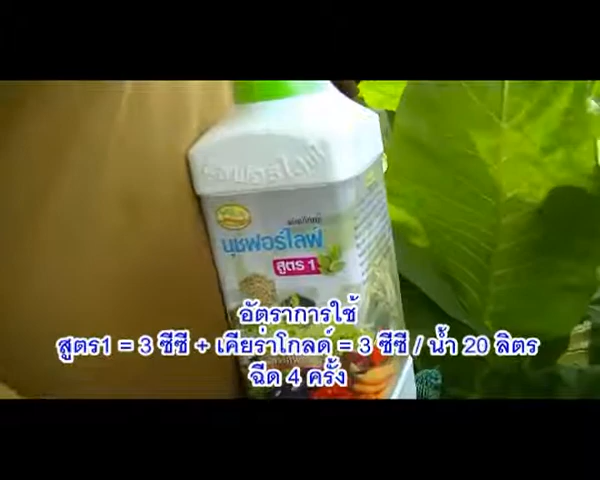 นุชฟอร์ไลฟ์
สูตร 1
อัตราการใช้
สูตร1 = 3 ซีซี + เคียร่าโกลด์ = 3 ซีซี / น้ำ 20 ลิตร
ฉีด 4 ครั้ง